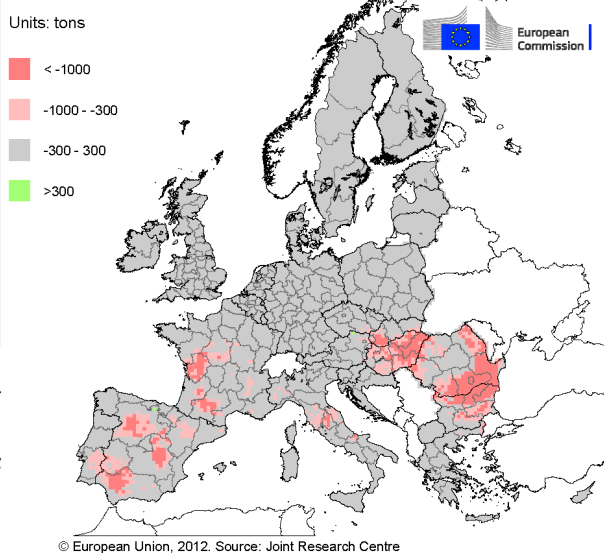 Units: tons
< -1000
-1000 - -300
-300 - 300
>300
European
Commission
© European Union, 2012. Source: Joint Research Centre